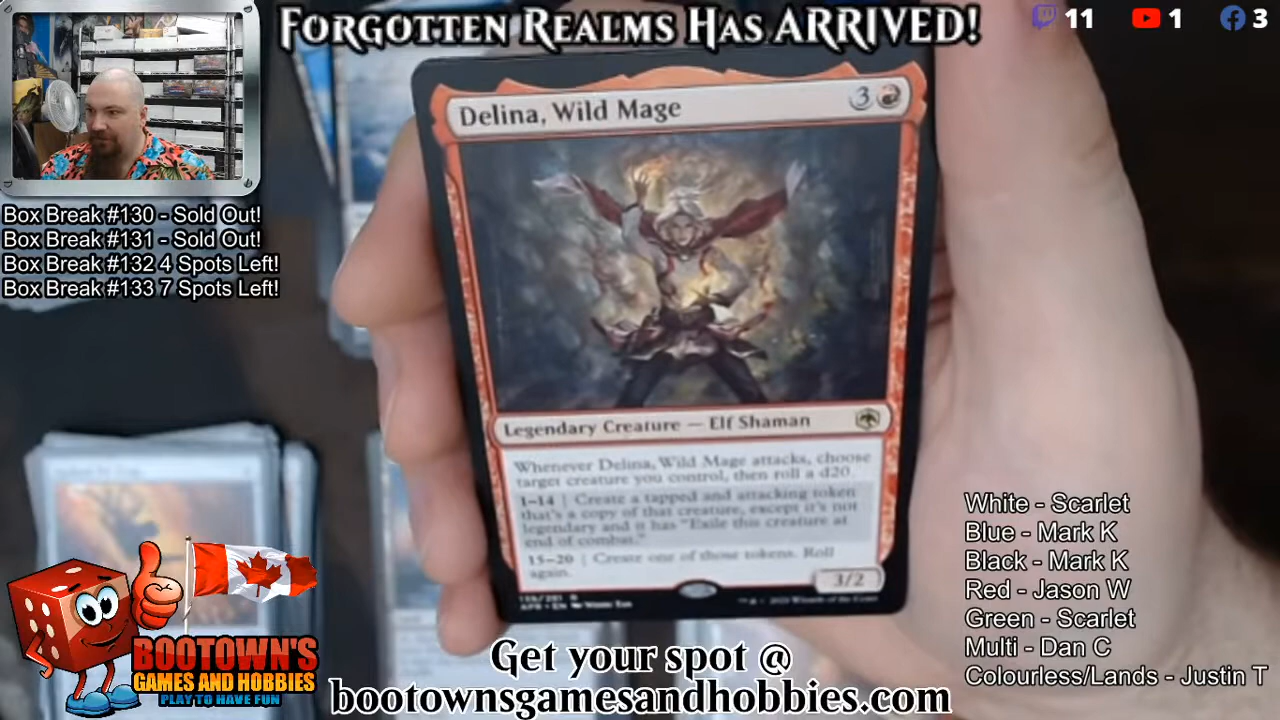 FORGOTTEN REALMS HAS ARRIVED!
11 1 3
Delina, Wild Mage 3
Box Break #130 - Sold Out!
Box Break #131 - Sold Out!
Box Break #132 4 Spots Left!
Box Break #133 7 Spots Left!
Legendary Creature — Elf Shaman
Whenever Delina, Wild Mage attacks, choose
target creature you control, then roll a d20.
1–14 | Create a tapped and attacking token
that's a copy of that creature, except it's not
legendary and it has "Exile this creature at
end of combat."
15–20 | Create one of those tokens. Roll
again.
3/2
White - Scarlet
Blue - Mark K
Black - Mark K
Red - Jason W
Green - Scarlet
Multi - Dan C
Colourless/Lands - Justin T
BOOTOWN'S
GAMES AND HOBBIES
PLAY TO HAVE FUN
Get your spot @
bootownsgamesandhobbies.com